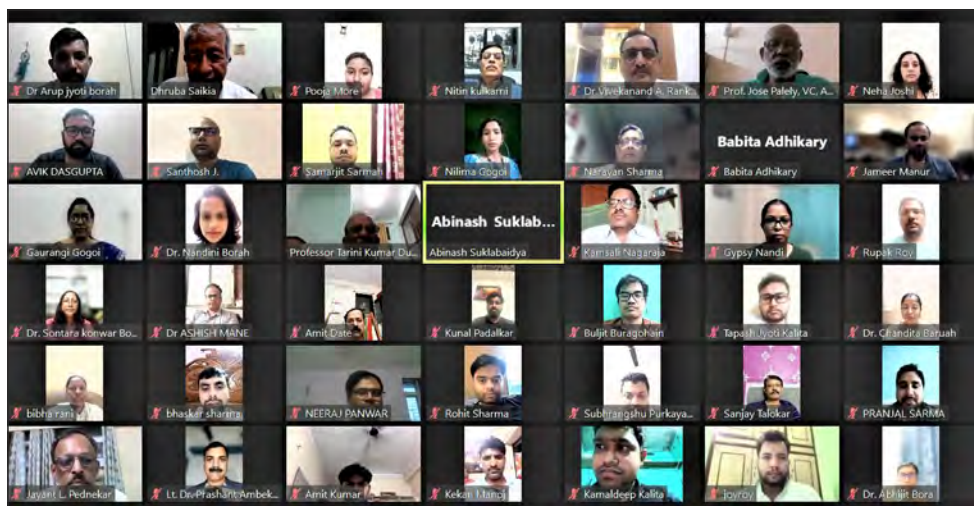 Dr Arup jyoti borah
Dhruba Saikia
Pooja More
Nitin kulkarni
Dr.Vivekanand A. Rank...
Prof. Jose Palely, VC, A...
Neha Joshi
AVIK DASGUPTA
Santhosh J.
Samarjit Sarmah
Nilima Gogoi
Narayan Sharma
Babita Adhikary
Babita Adhikary
Jameer Manur
Gaurangi Gogoi
Dr. Nandini Borah
Professor Tarini Kumar Du...
Abinash Suklab...
Abinash Suklabaidya
Kamsali Nagaraja
Gypsy Nandi
Rupak Roy
Dr. Sontara konwar Bo...
Dr ASHISH MANE
Amit Date
Kunal Padalkar
Buljit Buragohain
Tapash Jyoti Kalita
Dr. Chandita Baruah
bibha rani
bhaskar sharma
NEERAJ PANWAR
Rohit Sharma
Subhrangshu Purkaya...
Sanjay Talokar
PRANJAL SARMA
Jayant L. Pednekar
Lt. Dr. Prashant Ambek...
Amit Kumar
Kekan Manoj
Kamaldeep Kalita
joyroy
Dr. Abhijit Bora